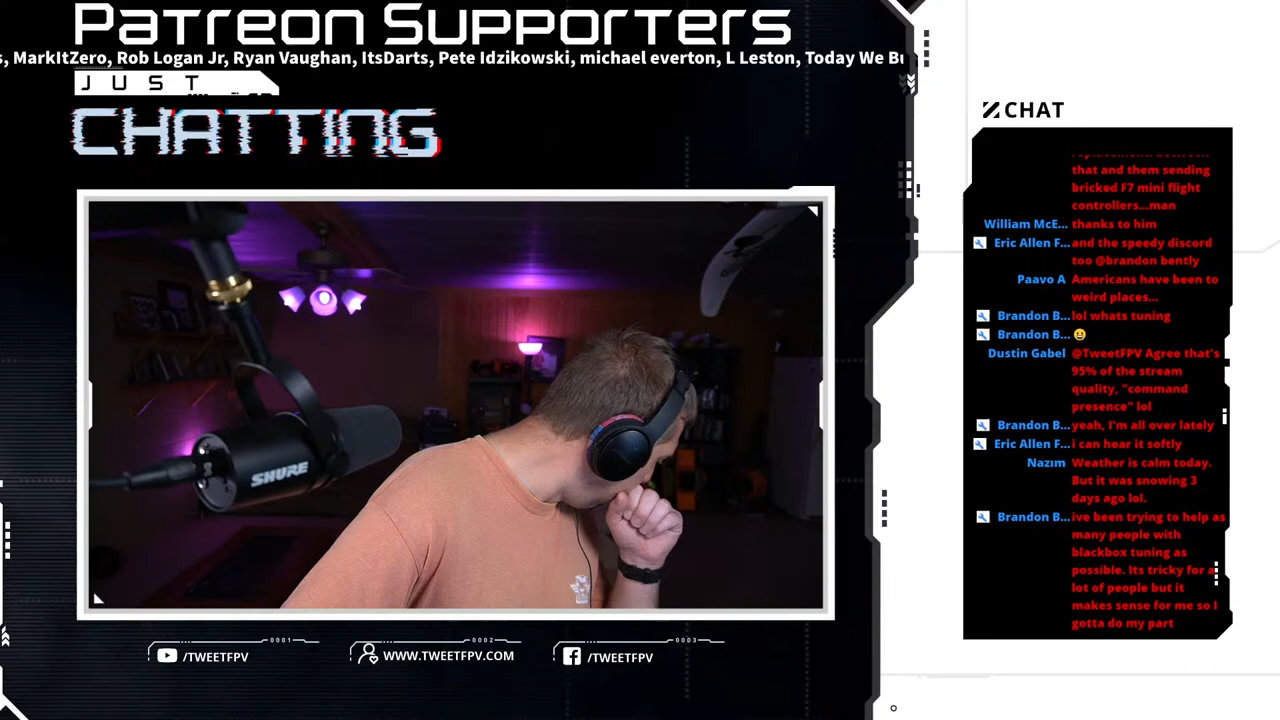 Patreon Supporters
s, MarkItZero, Rob Logan Jr, Ryan Vaughan, ItsDarts, Pete Idzikowski, michael everton, L Leston, Today We Bu
JUST
CHATTING
SHURE
/TWEETFPV
0001
WWW.TWEETFPV.COM
0002
/TWEETFPV
0003
CHAT
that and them sending
bricked F7 mini flight
controllers...man
William McE... thanks to him
Eric Allen F... and the speedy discord
too @brandon bently
Paavo A Americans have been to
weird places...
Brandon B... lol whats tuning
Brandon B... 😀
Dustin Gabel @TweetFPV Agree that's
95% of the stream
quality, "command
presence" lol
Brandon B... yeah, I'm all over lately
Eric Allen F... i can hear it softly
Nazım Weather is calm today.
But it was snowing 3
days ago lol.
Brandon B... ive been trying to help as
many people with
blackbox tuning as
possible. Its tricky for a
lot of people but it
makes sense for me so I
gotta do my part